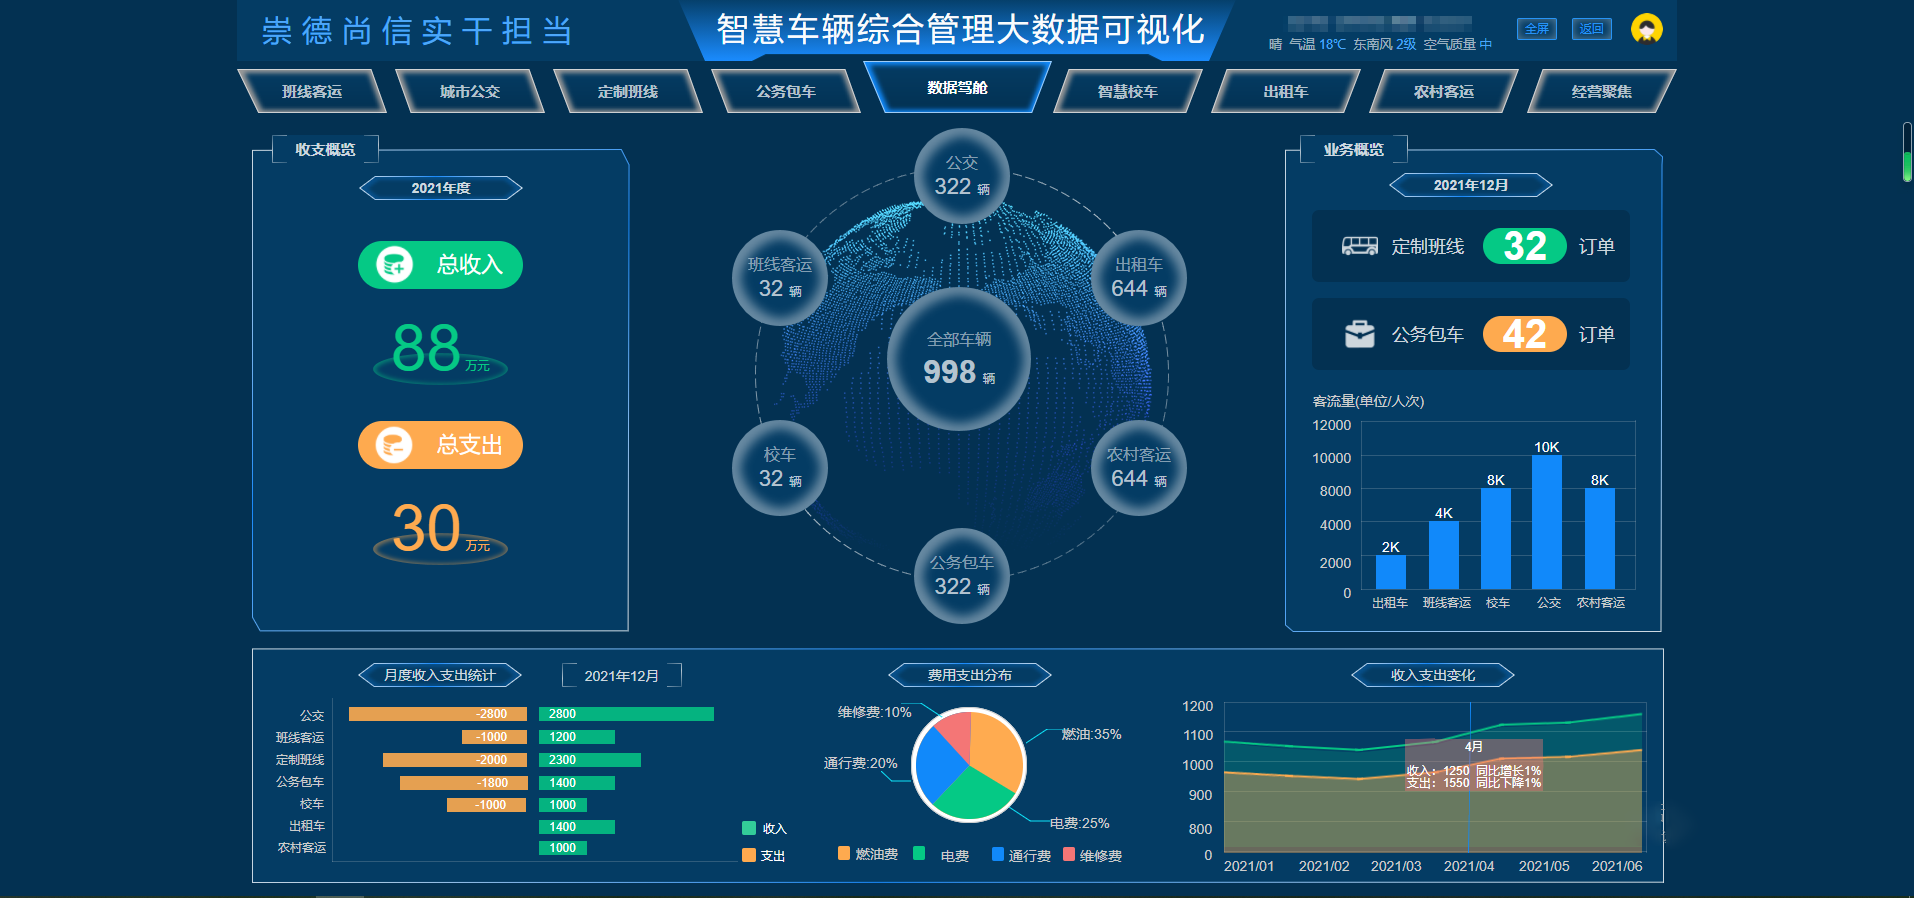 崇德尚信实干担当
智慧车辆综合管理大数据可视化
晴 气温 18℃ 东南风 2级 空气质量 中
全屏
返回
班线客运
城市公交
定制班线
公务包车
数据驾舱
智慧校车
出租车
农村客运
经营聚焦
收支概览
2021年度
总收入
88 万元
总支出
30 万元
公交
322 辆
班线客运
32 辆
出租车
644 辆
全部车辆
998 辆
校车
32 辆
农村客运
644 辆
公务包车
322 辆
业务概览
2021年12月
定制班线 32 订单
公务包车 42 订单
客流量(单位/人次)
12000
10000
8000
4000
2000
0
2K
4K
8K
10K
8K
出租车 班线客运 校车 公交 农村客运
月度收入支出统计
2021年12月
公交 -2800 2800
班线客运 -1000 1200
定制班线 -2000 2300
公务包车 -1800 1400
校车 -1000 1000
出租车 1400
农村客运 1000
收入
支出
费用支出分布
维修费:10%
燃油:35%
通行费:20%
电费:25%
燃油费 电费 通行费 维修费
收入支出变化
1200
1100
1000
900
800
0
4月
收入：1250 同比增长1%
支出：1550 同比下降1%
2021/01 2021/02 2021/03 2021/04 2021/05 2021/06